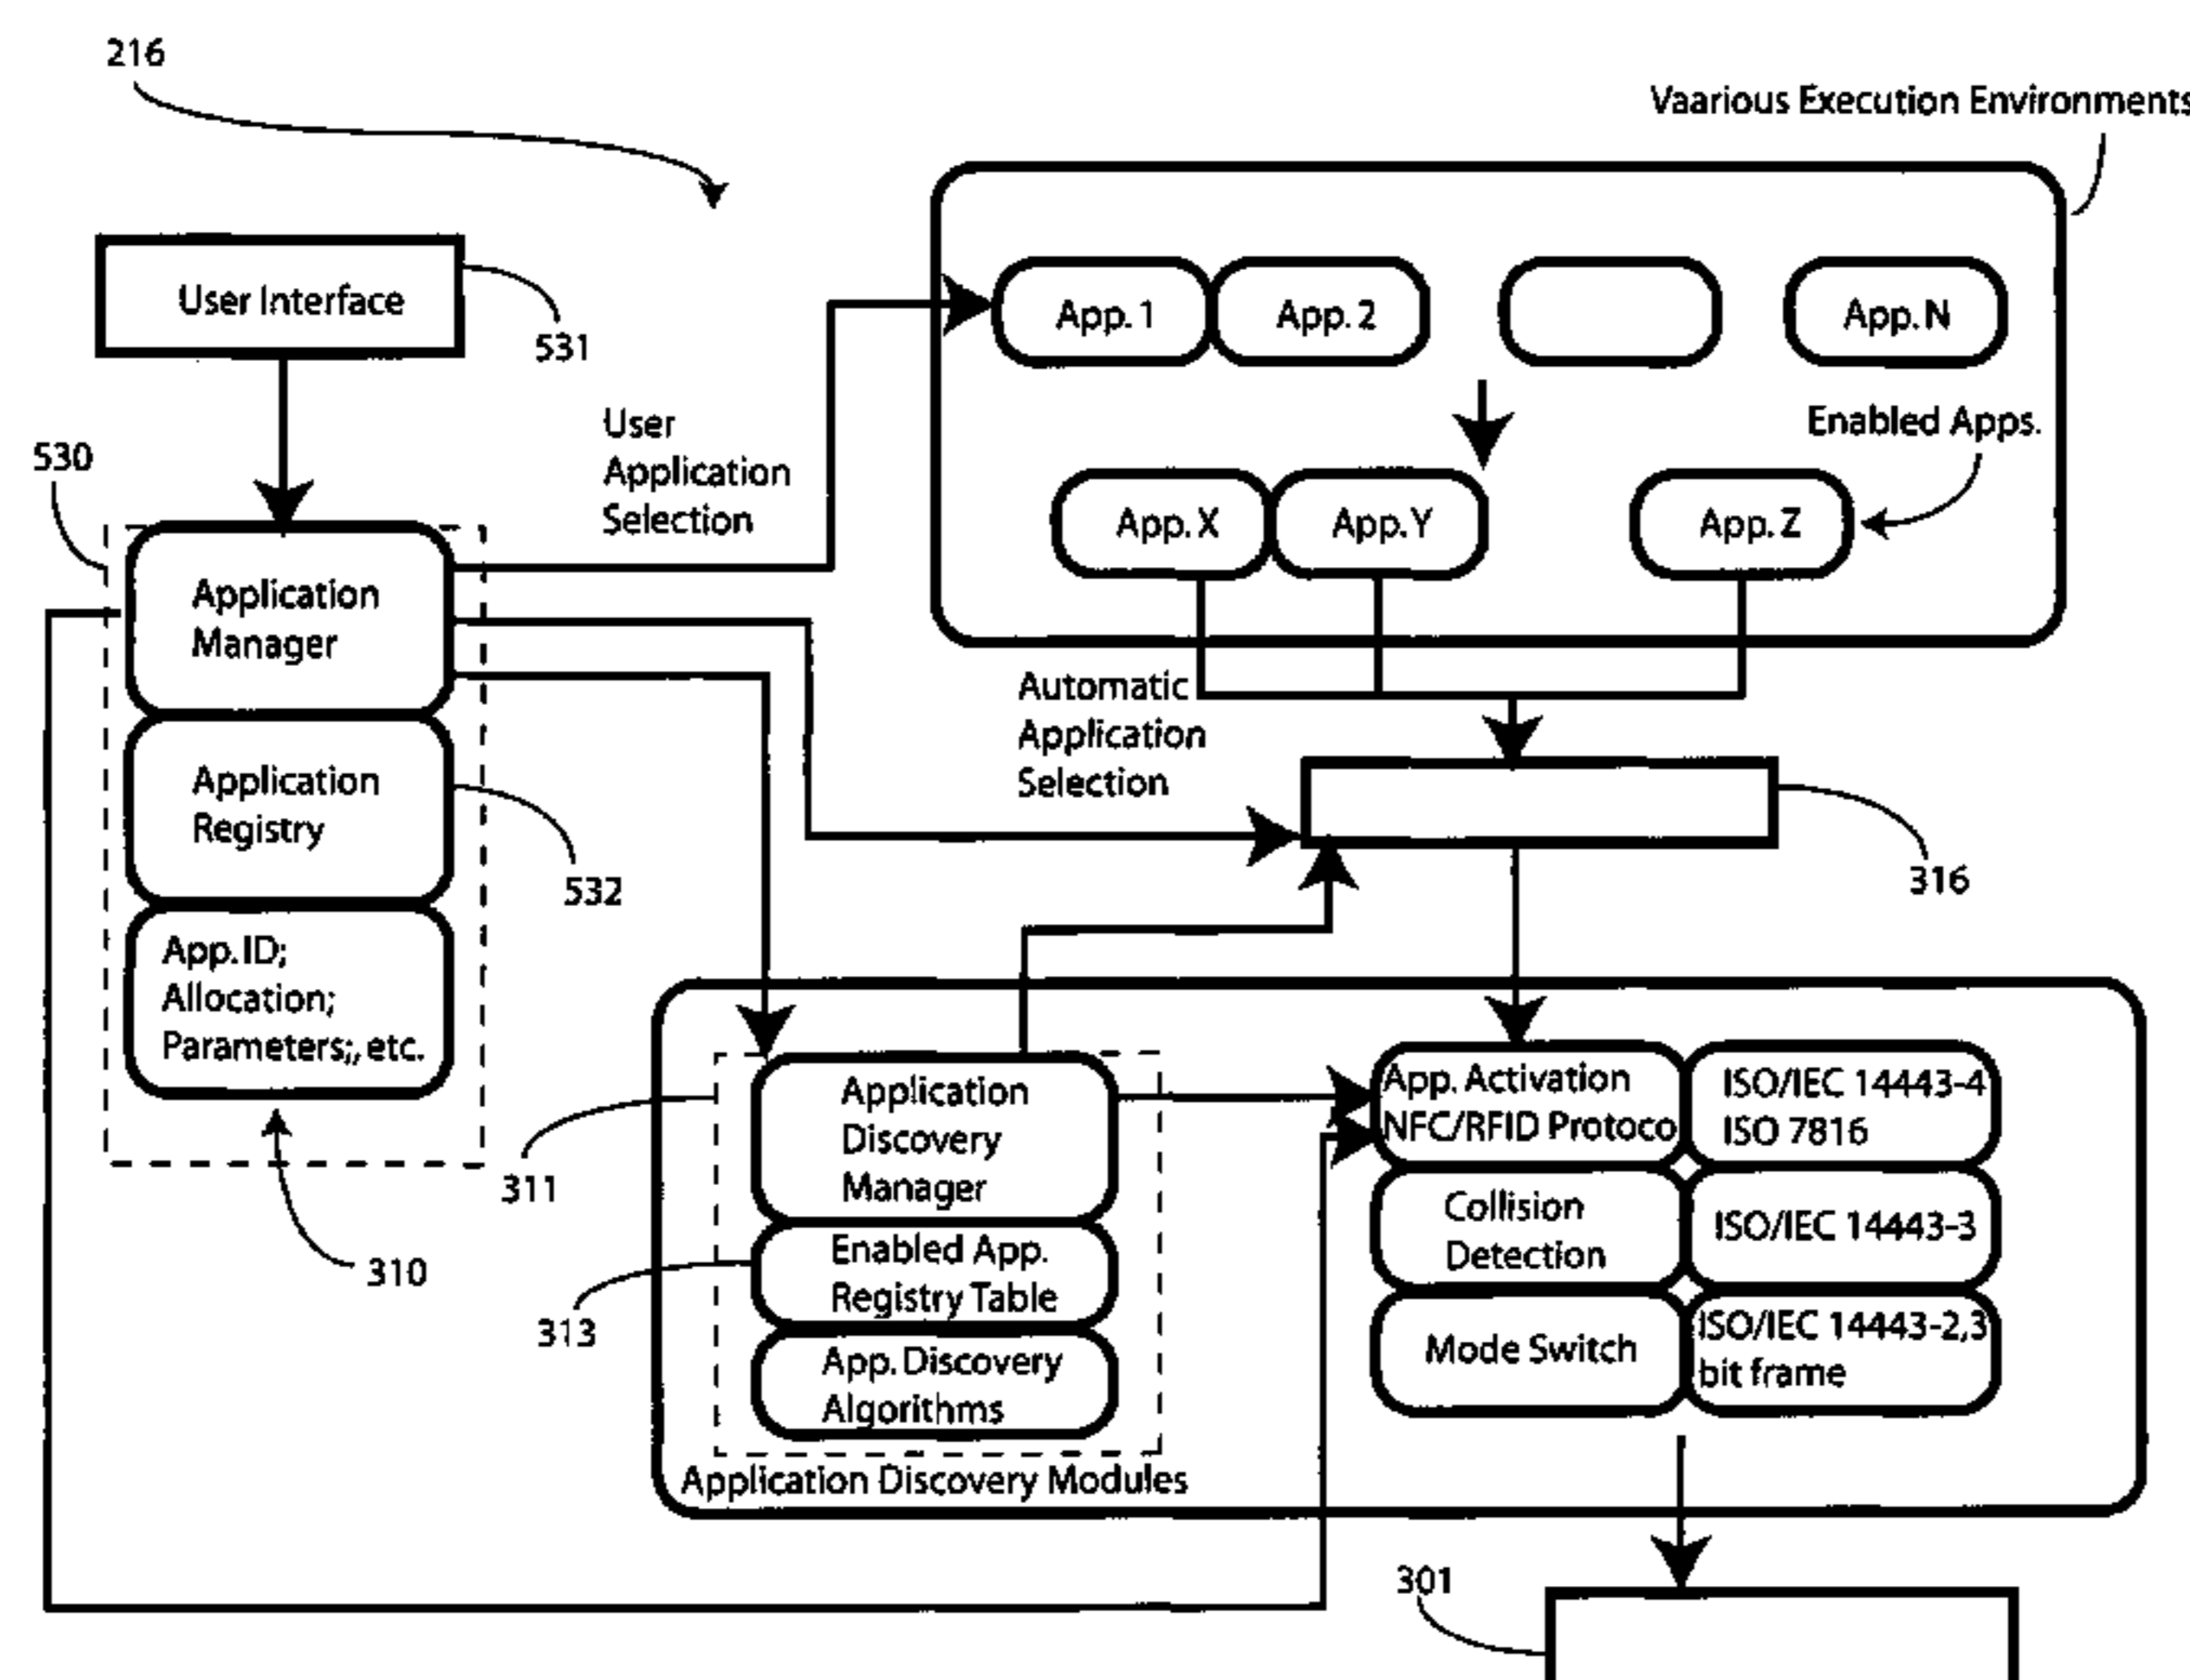 216
Vaarious Execution Environments
User Interface
531
App. 1
App. 2
App. N
User
Application
Selection
Enabled Apps.
530
App. X
App. Y
App. Z
Application
Manager
Automatic
Application
Selection
Application
Registry
532
316
App. ID;
Allocation;
Parameters;, etc.
310
311
Application
Discovery
Manager
App. Activation
NFC/RFID Protoco
ISO/IEC 14443-4
ISO 7816
Collision
Detection
ISO/IEC 14443-3
313
Enabled App.
Registry Table
Mode Switch
ISO/IEC 14443-2,3
bit frame
App. Discovery
Algorithms
Application Discovery Modules
301